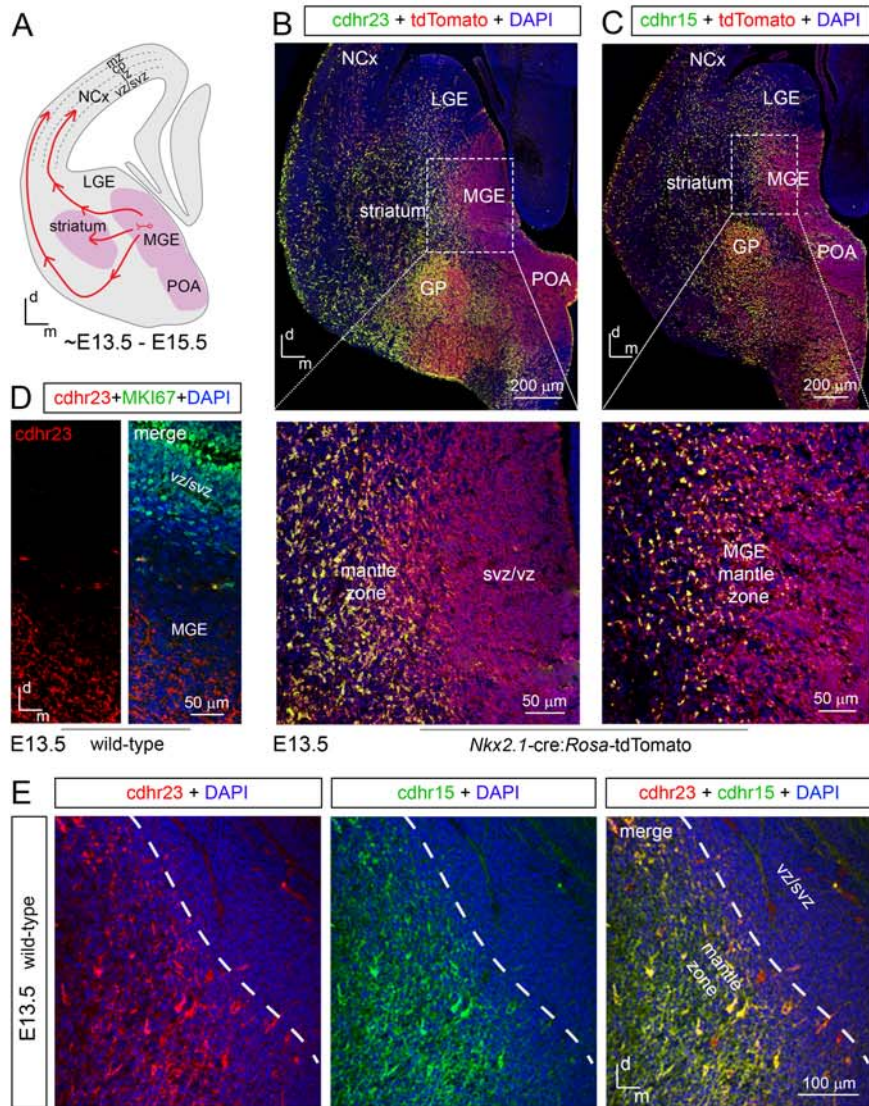 A
mz
cp
iz
vz/svz
NCx
LGE
striatum
MGE
POA
d
m
~E13.5 - E15.5
B
cdhr23 + tdTomato + DAPI
NCx
LGE
MGE
striatum
GP
POA
d
m
200 μm
mantle
zone
svz/vz
50 μm
C
cdhr15 + tdTomato + DAPI
NCx
LGE
striatum
MGE
GP
POA
d
m
200 μm
MGE
mantle
zone
50 μm
E13.5
Nkx2.1-cre:Rosa-tdTomato
D
cdhr23+MKI67+DAPI
cdhr23
merge
vz/svz
MGE
d
m
50 μm
E13.5
wild-type
E
cdhr23 + DAPI
cdhr15 + DAPI
cdhr23 + cdhr15 + DAPI
E13.5 wild-type
merge
vz/svz
mantle
zone
d
m
100 μm